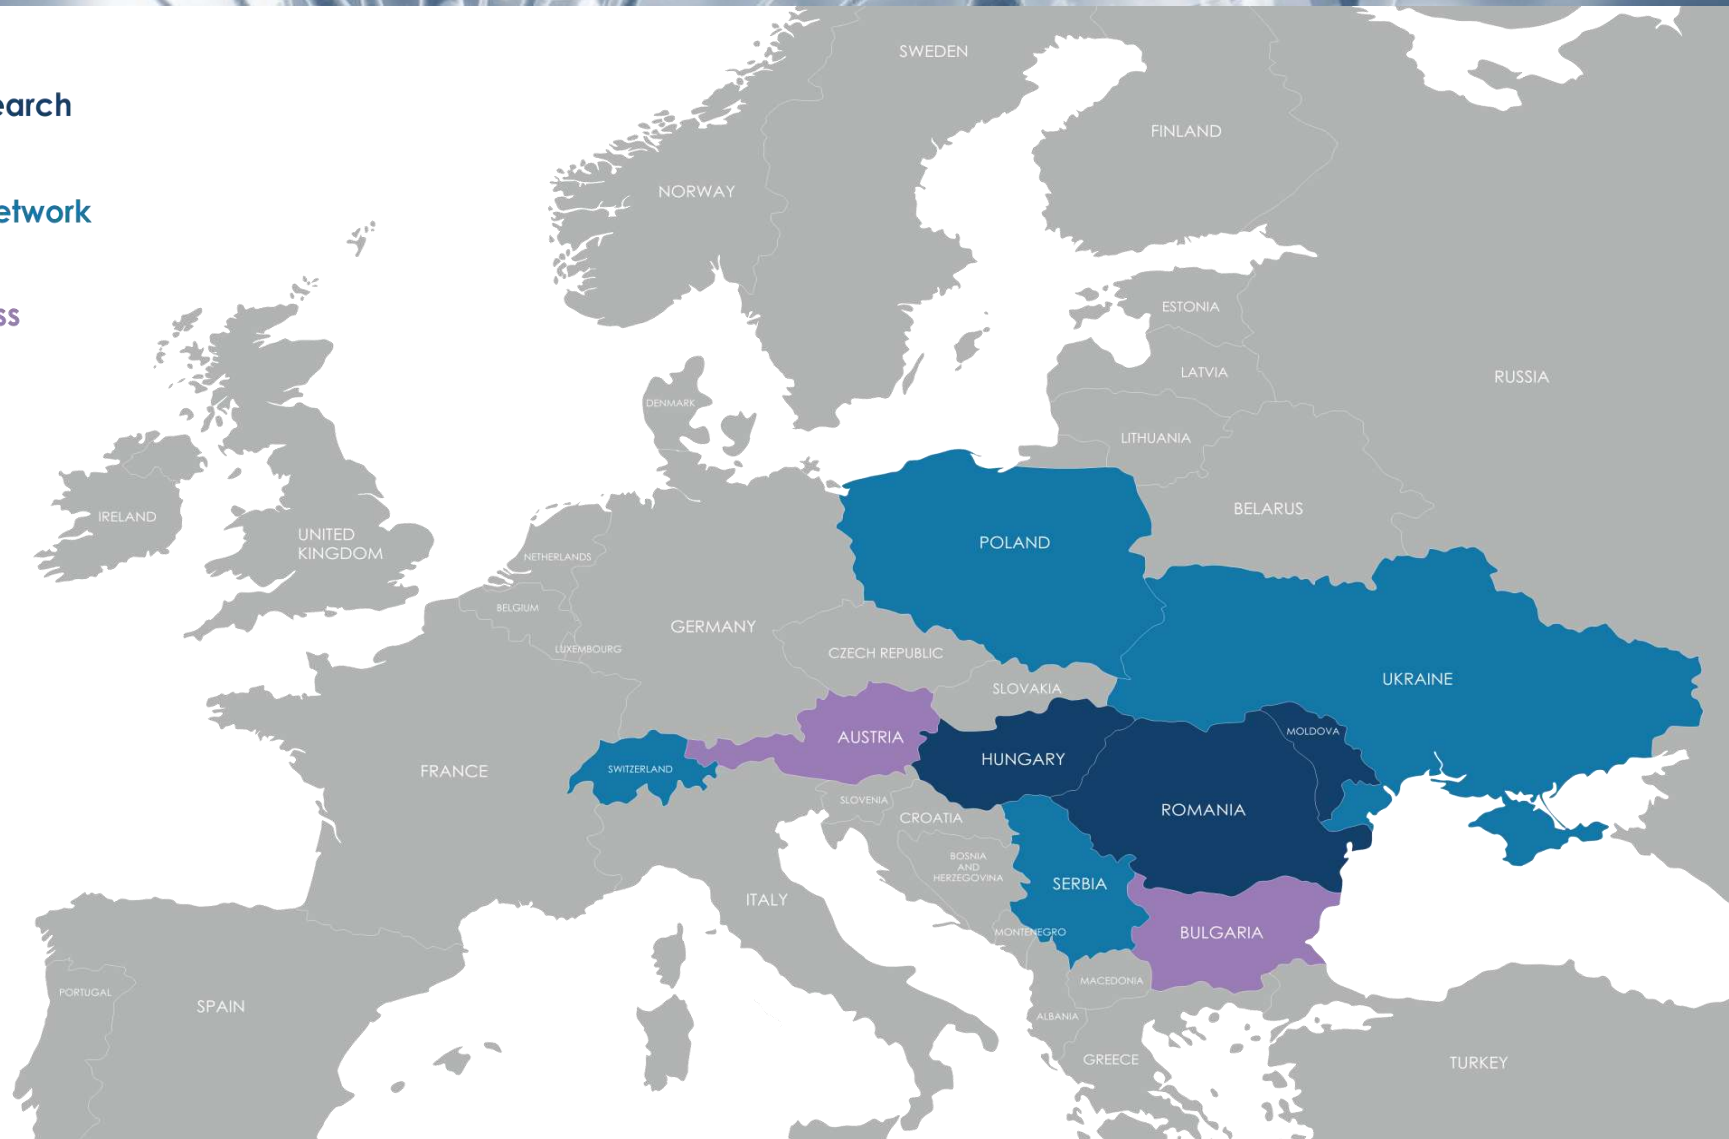 earch
etwork
ss
SWEDEN
FINLAND
NORWAY
ESTONIA
RUSSIA
LATVIA
DENMARK
LITHUANIA
BELARUS
IRELAND
UNITED
KINGDOM
POLAND
NETHERLANDS
BELGIUM
GERMANY
LUXEMBOURG
CZECH REPUBLIC
UKRAINE
SLOVAKIA
MOLDOVA
AUSTRIA
HUNGARY
SWITZERLAND
FRANCE
SLOVENIA
ROMANIA
CROATIA
BOSNIA
AND
HERZEGOVINA
SERBIA
ITALY
MONTENEGRO
BULGARIA
MACEDONIA
PORTUGAL
SPAIN
ALBANIA
GREECE
TURKEY